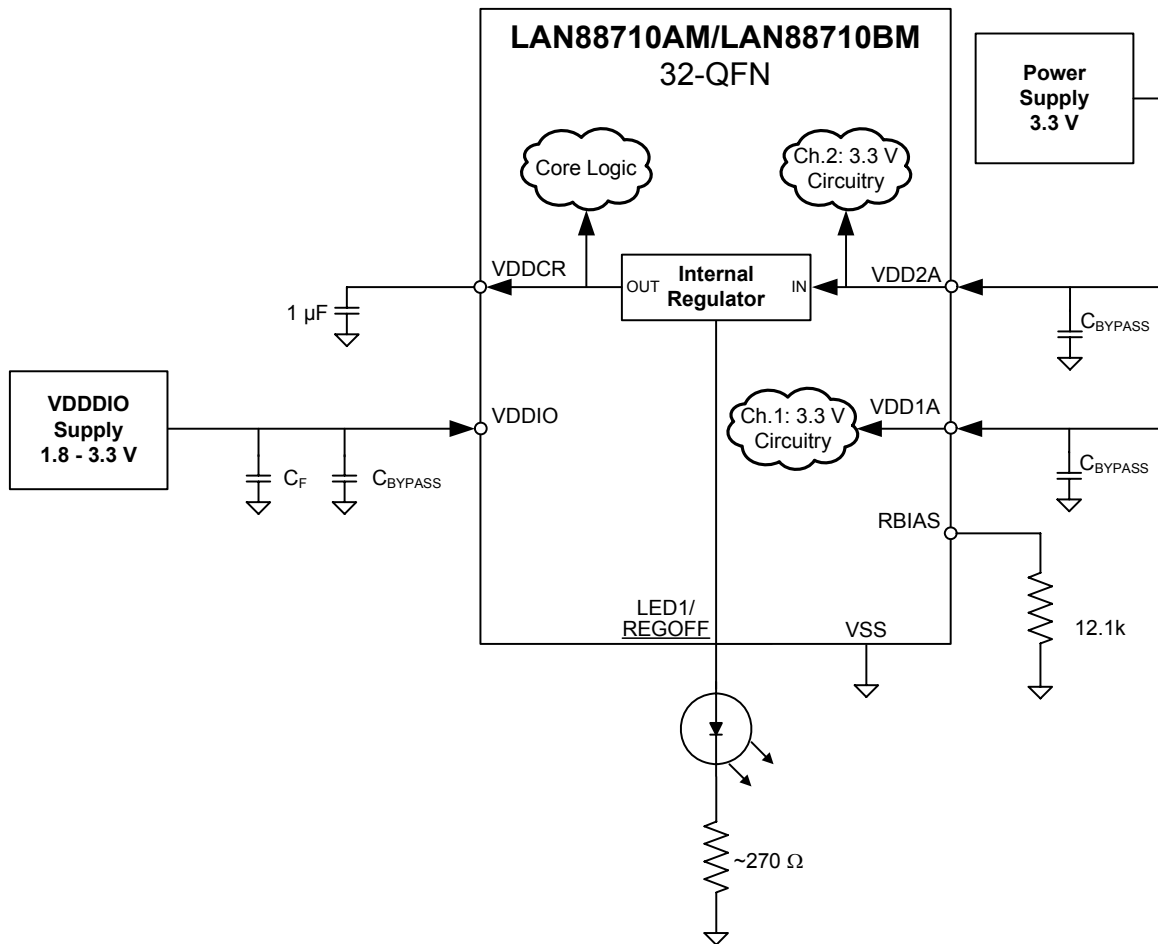 LAN88710AM/LAN88710BM
32-QFN
Power
Supply
3.3 V
Core Logic
Ch.2: 3.3 V
Circuitry
VDDCR
OUT
Internal
Regulator
IN
VDD2A
1 µF
CBYPASS
VDDDIO
Supply
1.8 - 3.3 V
VDDIO
Ch.1: 3.3 V
Circuitry
VDD1A
CF
CBYPASS
CBYPASS
RBIAS
12.1k
LED1/
REGOFF
VSS
~270 Ω